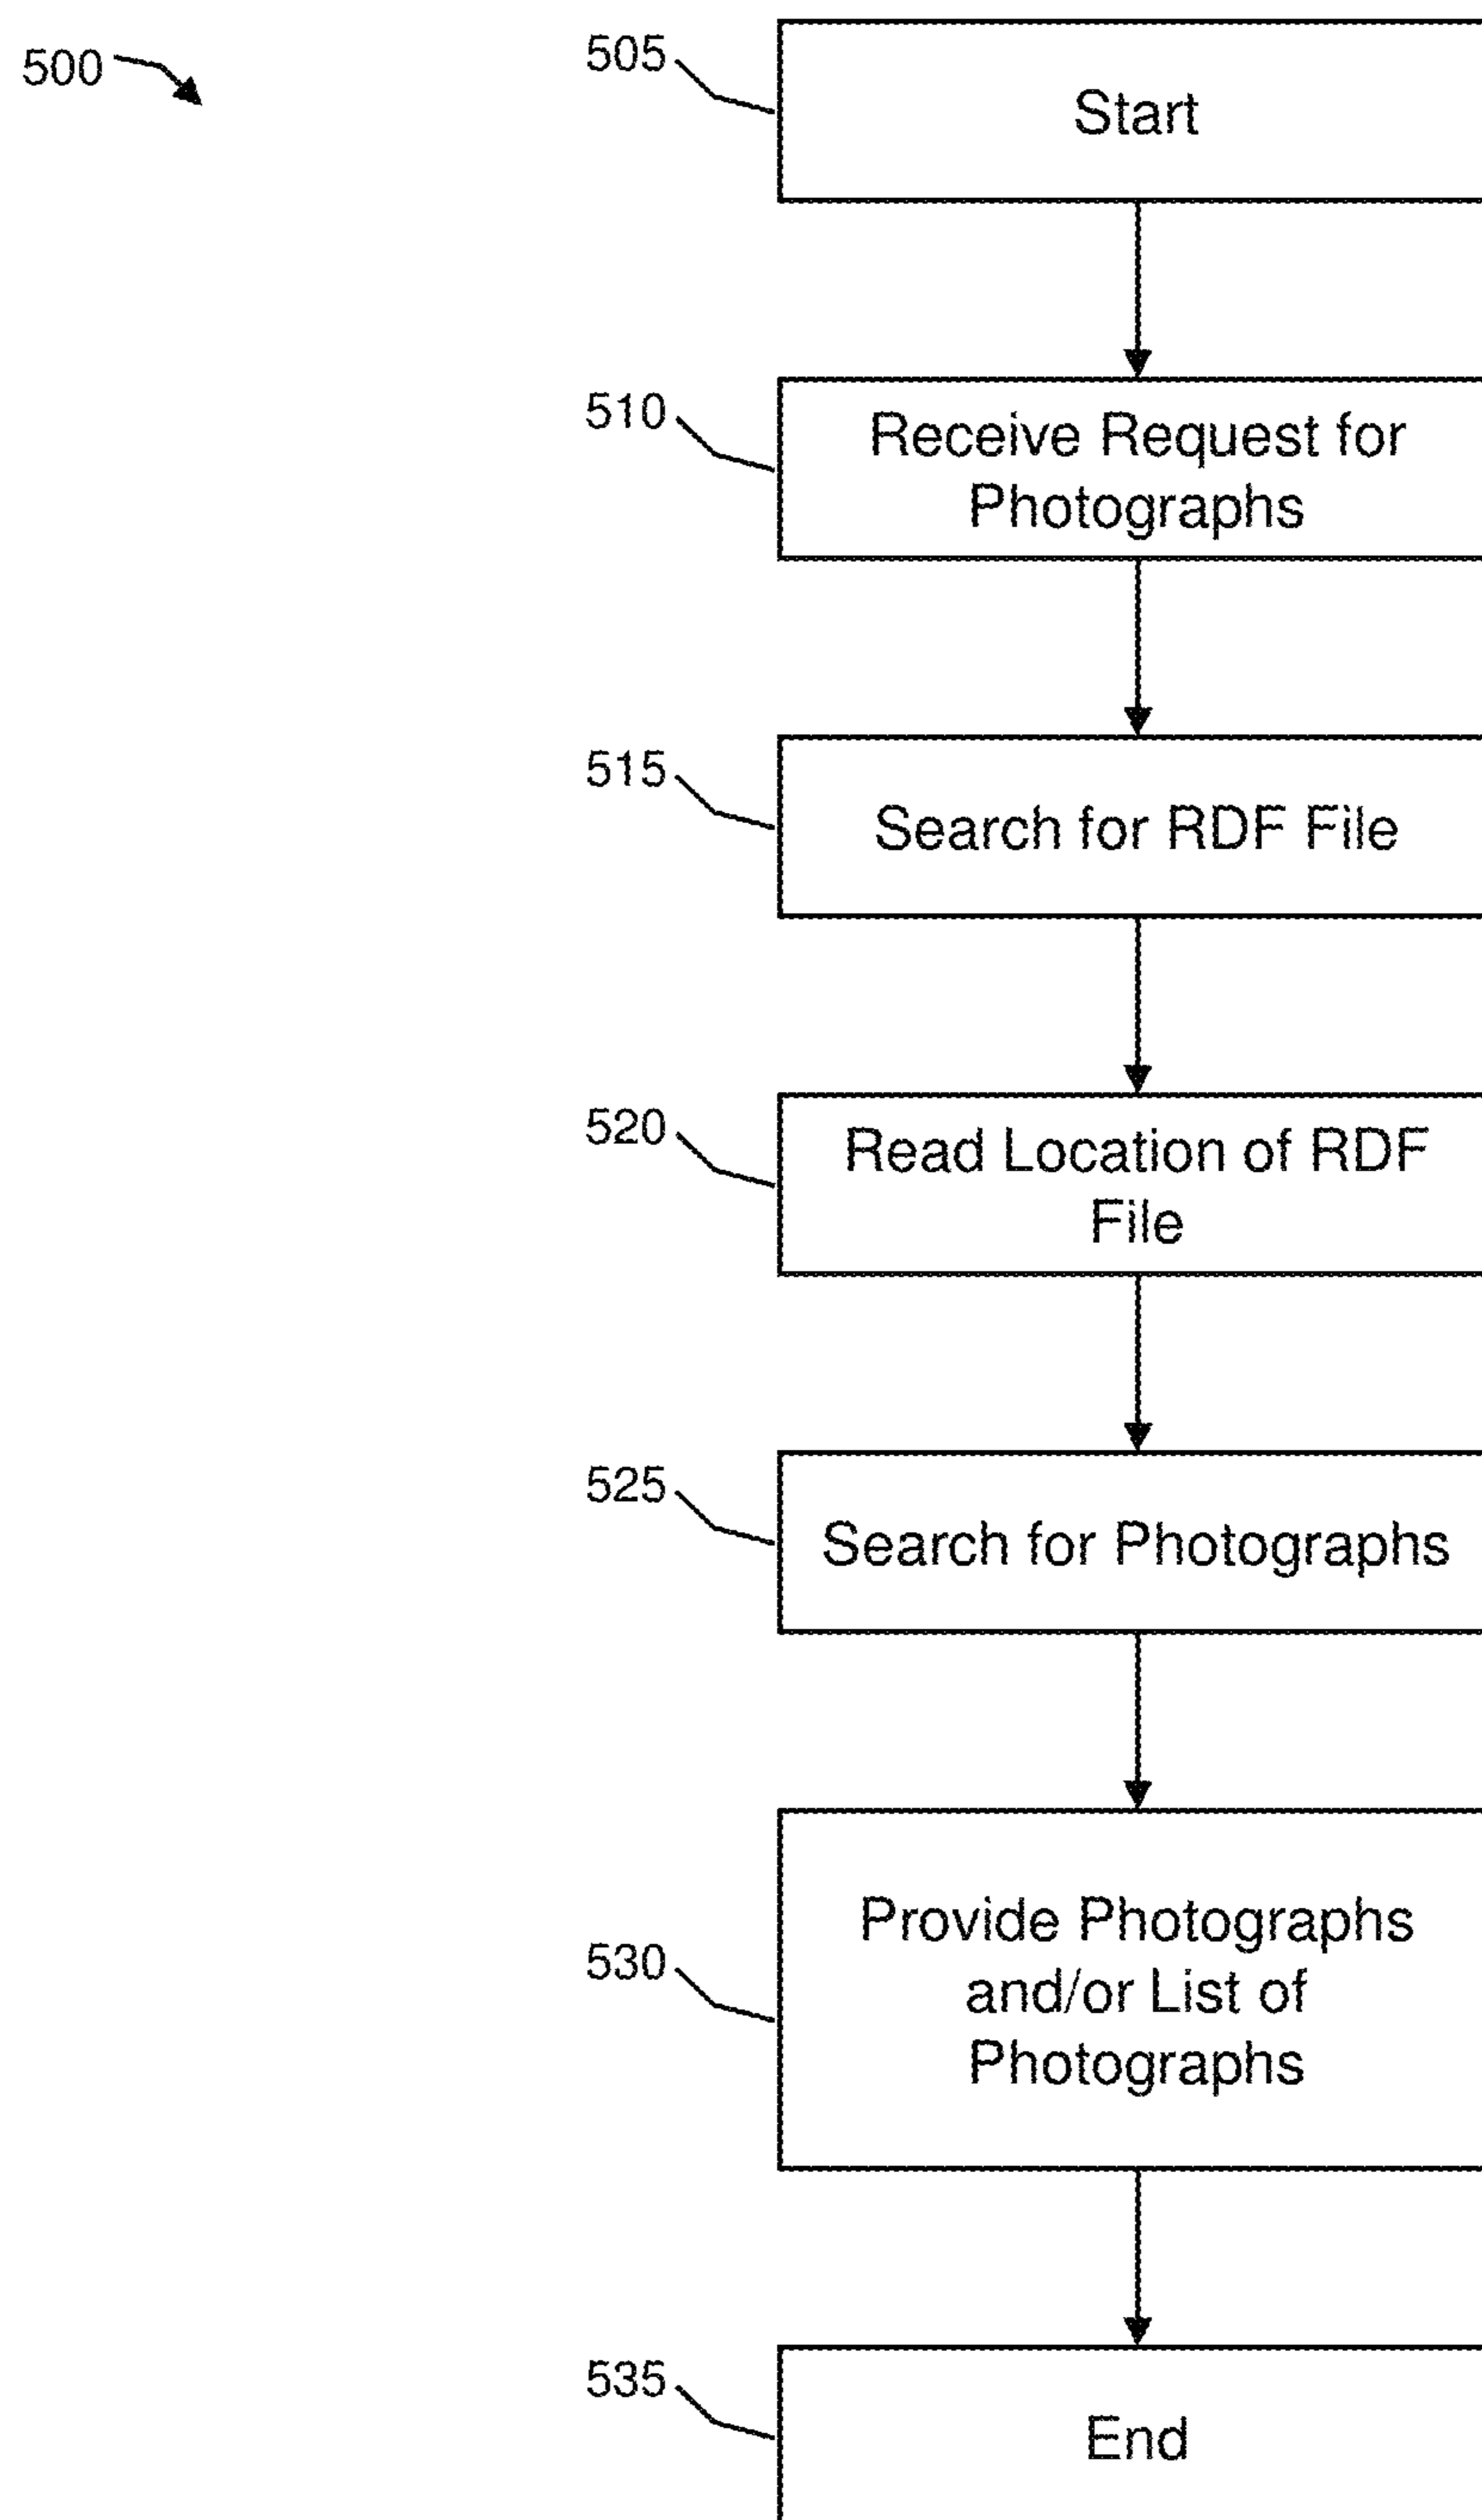 500
505
Start
510
Receive Request for
Photographs
515
Search for RDF File
520
Read Location of RDF
File
525
Search for Photographs
530
Provide Photographs
and/or List of
Photographs
535
End